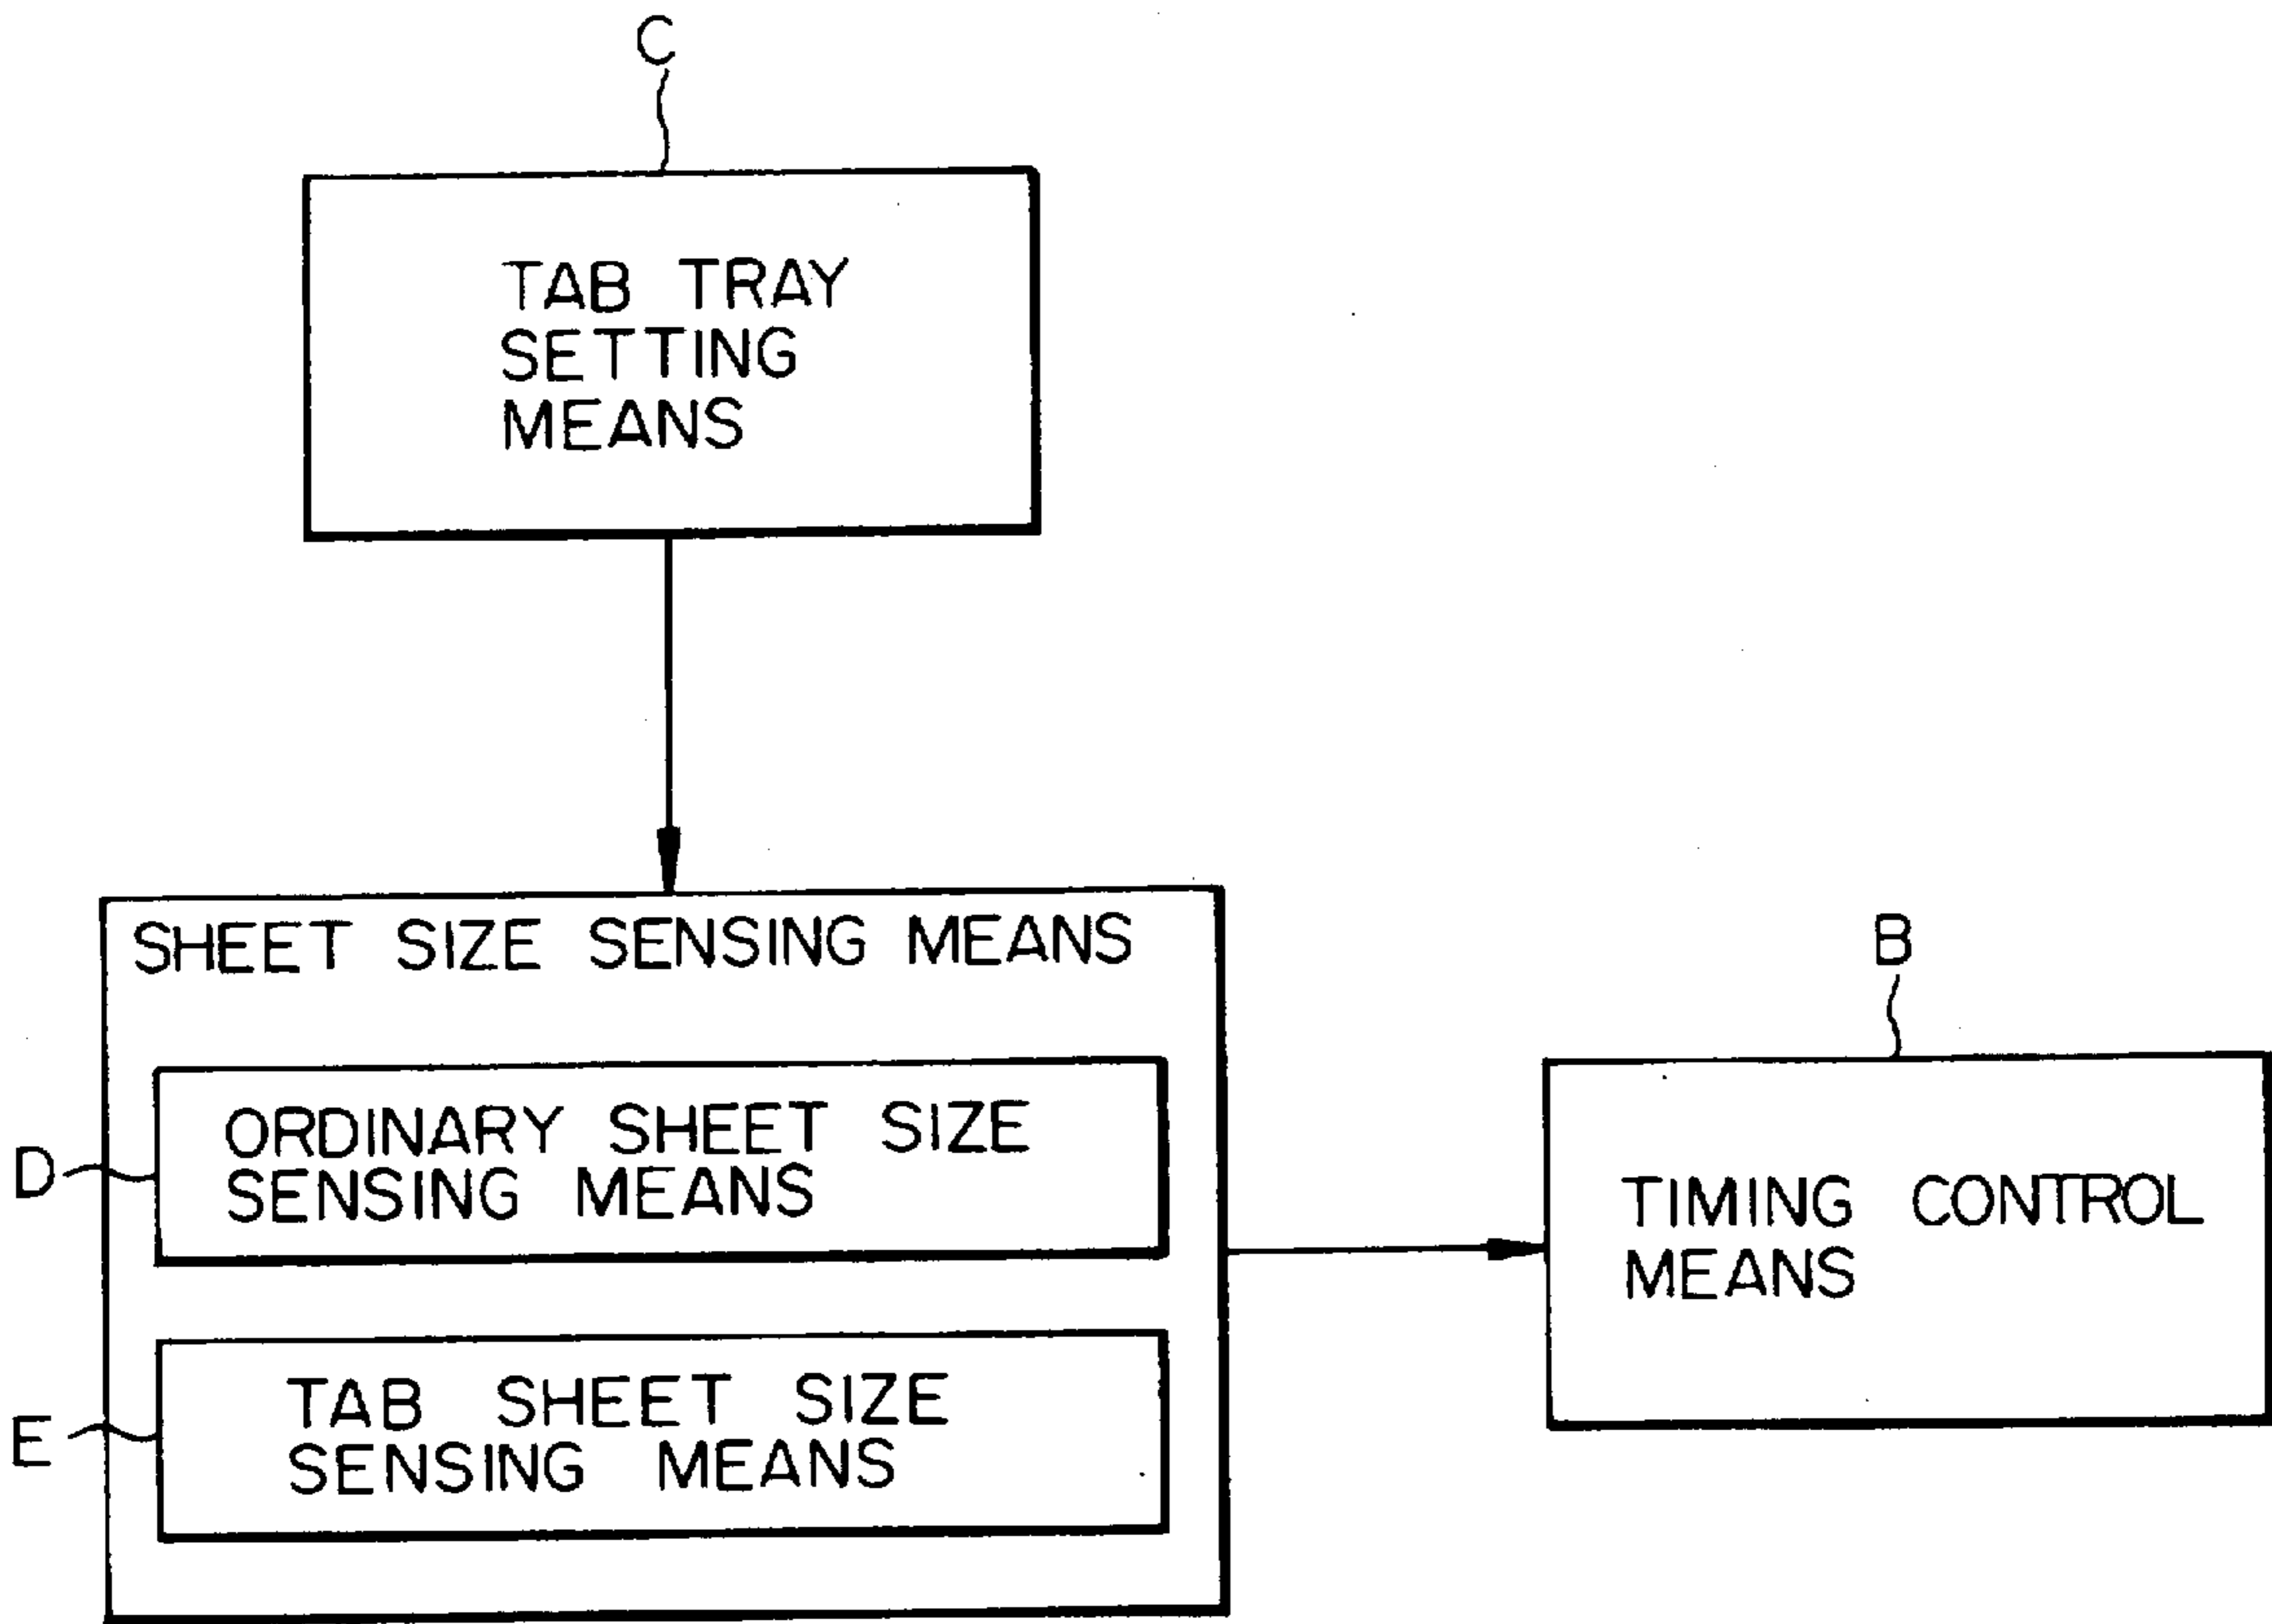 C
TAB TRAY
SETTING
MEANS
SHEET SIZE SENSING MEANS
D
ORDINARY SHEET SIZE
SENSING MEANS
E
TAB SHEET SIZE
SENSING MEANS
B
TIMING CONTROL
MEANS